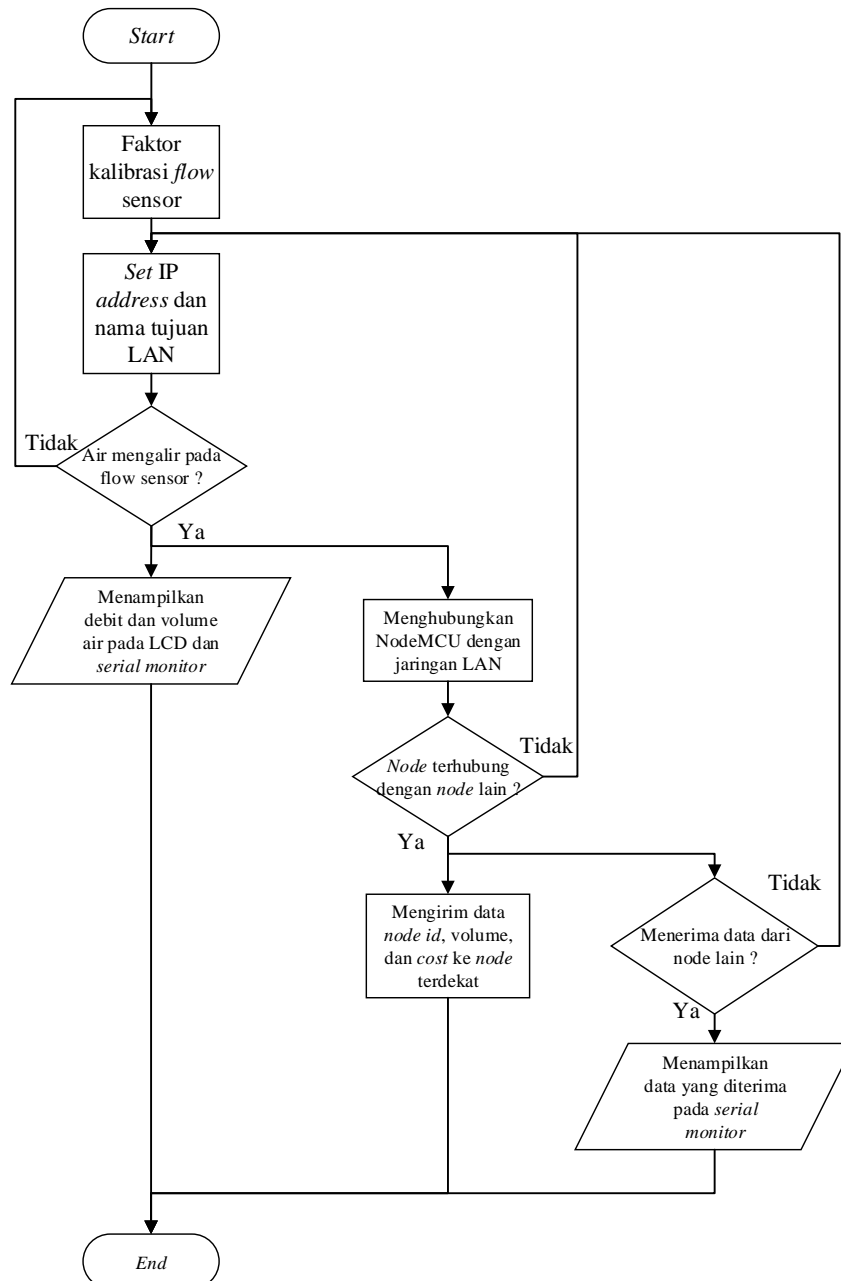 Start
Faktor
kalibrasi flow
sensor
Set IP
address dan
nama tujuan
LAN
Tidak
Air mengalir pada
flow sensor ?
Ya
Menampilkan
debit dan volume
air pada LCD dan
serial monitor
Menghubungkan
NodeMCU dengan
jaringan LAN
Tidak
Node terhubung
dengan node lain ?
Ya
Mengirim data
node id, volume,
dan cost ke node
terdekat
Tidak
Menerima data dari
node lain ?
Ya
Menampilkan
data yang diterima
pada serial
monitor
End